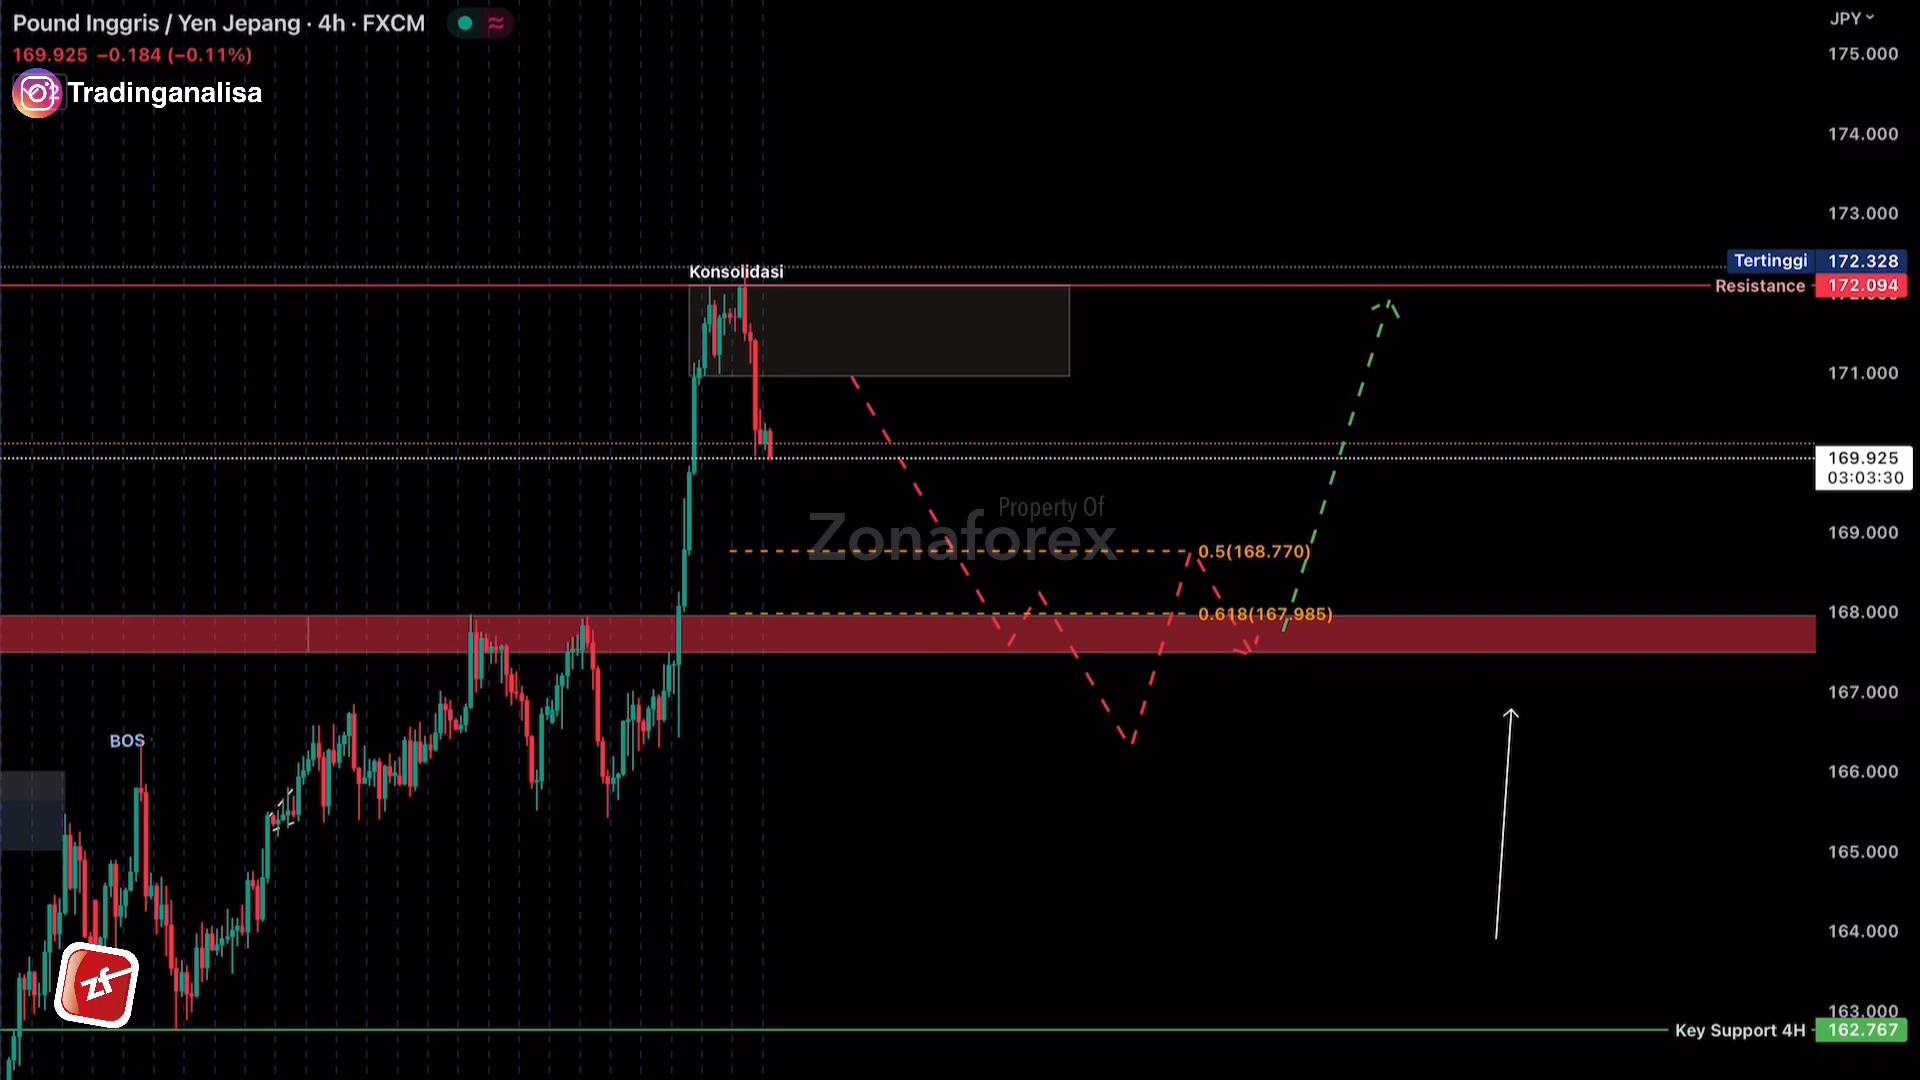 Pound Inggris / Yen Jepang · 4h · FXCM
JPY
169.925 −0.184 (−0.11%)
Tradinganalisa
175.000
174.000
173.000
Konsolidasi
Tertinggi 172.328
Resistance 172.094
171.000
169.925
03:03:30
Property Of
Zonaforex
169.000
0.5(168.770)
168.000
0.618(167.985)
167.000
BOS
166.000
165.000
164.000
zf
163.000
Key Support 4H 162.767